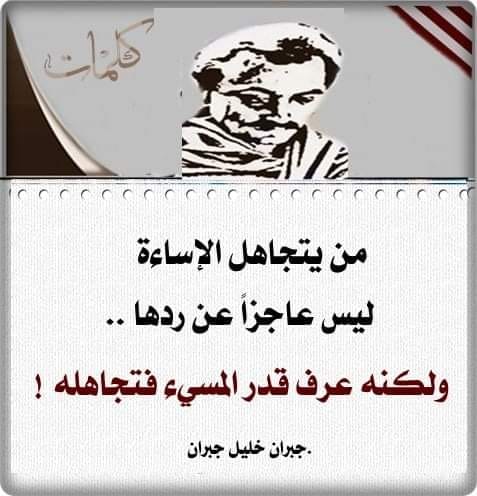 كلمات
من يتجاهل الإساءة
ليس عاجزاً عن ردها ..
ولكنه عرف قدر المسيء فتجاهله !
.جبران خليل جبران